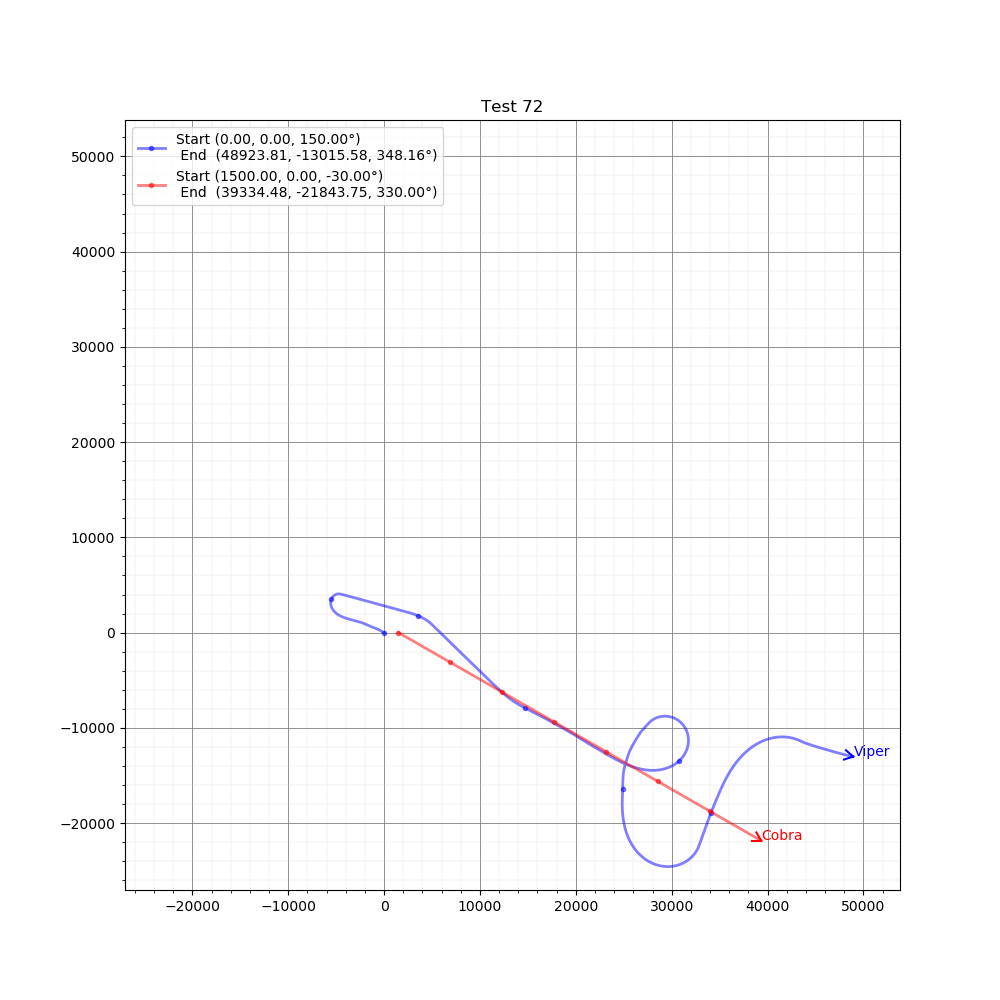 Test 72
Start (0.00, 0.00, 150.00°)
End (48923.81, -13015.58, 348.16°)
Start (1500.00, 0.00, -30.00°)
End (39334.48, -21843.75, 330.00°)
50000
40000
30000
20000
10000
0
−10000
−20000
Viper
Cobra
−20000 −10000 0 10000 20000 30000 40000 50000